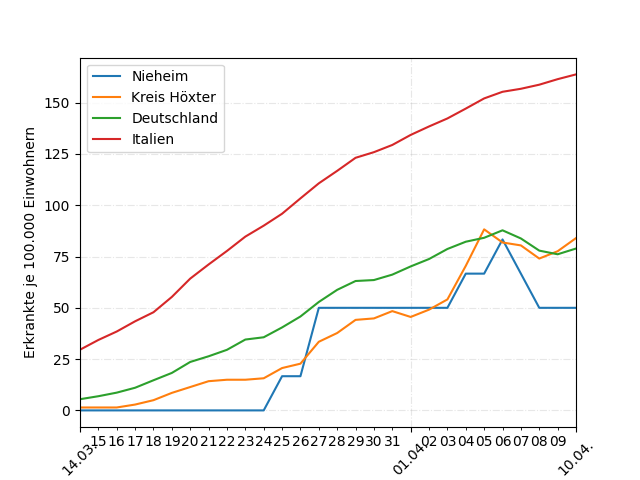 Nieheim
Kreis Höxter
Deutschland
Italien
Erkrankte je 100.000 Einwohnern
150
125
100
75
50
25
0
14.03. 15 16 17 18 19 20 21 22 23 24 25 26 27 28 29 30 31 01.04. 02 03 04 05 06 07 08 09 10.04.